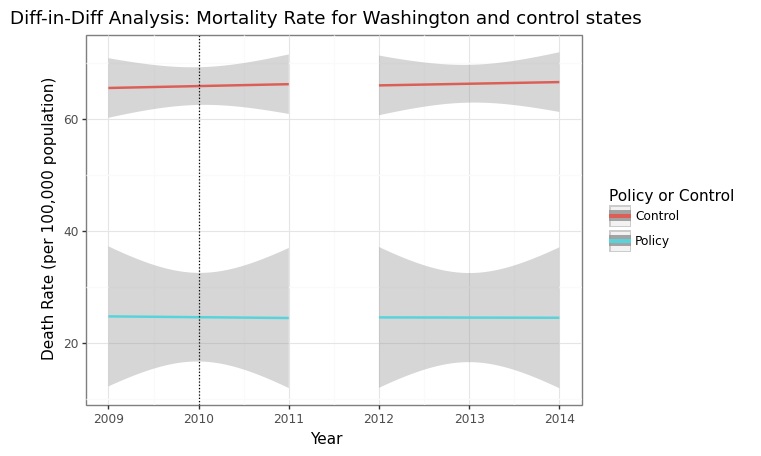 Diff-in-Diff Analysis: Mortality Rate for Washington and control states
Death Rate (per 100,000 population)
60
40
20
2009
2010
2011
2012
2013
2014
Year
Policy or Control
Control
Policy